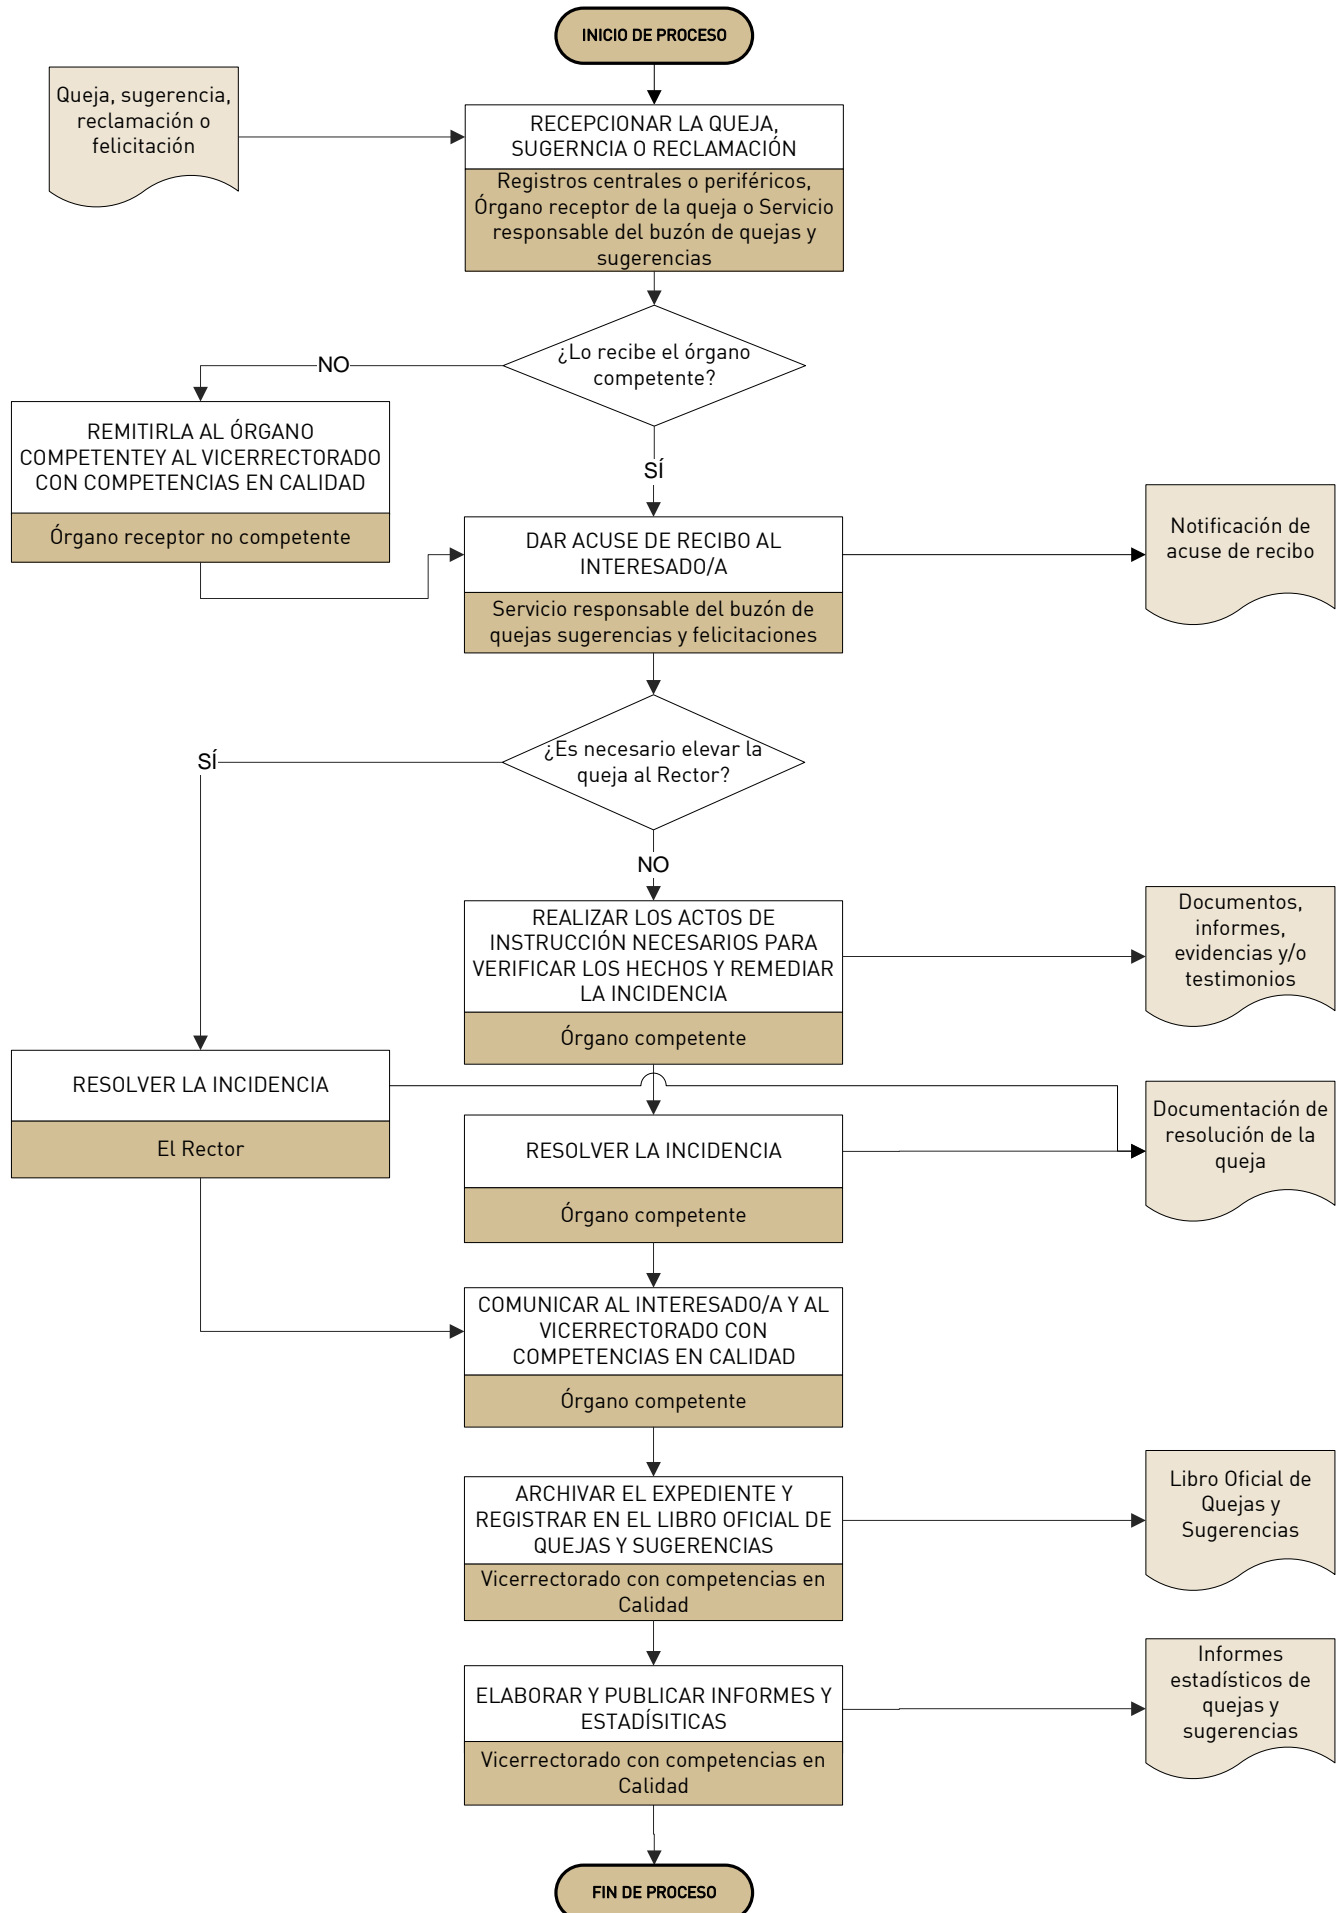 INICIO DE PROCESO
Queja, sugerencia,
reclamación o
felicitación
RECEPCIONAR LA QUEJA,
SUGERNCIA O RECLAMACIÓN
Registros centrales o periféricos,
Órgano receptor de la queja o Servicio
responsable del buzón de quejas y
sugerencias
¿Lo recibe el órgano
competente?
NO
SÍ
REMITIRLA AL ÓRGANO
COMPETENTEY AL VICERRECTORADO
CON COMPETENCIAS EN CALIDAD
Órgano receptor no competente
DAR ACUSE DE RECIBO AL
INTERESADO/A
Servicio responsable del buzón de
quejas sugerencias y felicitaciones
Notificación de
acuse de recibo
¿Es necesario elevar la
queja al Rector?
SÍ
NO
REALIZAR LOS ACTOS DE
INSTRUCCIÓN NECESARIOS PARA
VERIFICAR LOS HECHOS Y REMEDIAR
LA INCIDENCIA
Órgano competente
Documentos,
informes,
evidencias y/o
testimonios
RESOLVER LA INCIDENCIA
El Rector
RESOLVER LA INCIDENCIA
Órgano competente
Documentación de
resolución de la
queja
COMUNICAR AL INTERESADO/A Y AL
VICERRECTORADO CON
COMPETENCIAS EN CALIDAD
Órgano competente
ARCHIVAR EL EXPEDIENTE Y
REGISTRAR EN EL LIBRO OFICIAL DE
QUEJAS Y SUGERENCIAS
Vicerrectorado con competencias en
Calidad
Libro Oficial de
Quejas y
Sugerencias
ELABORAR Y PUBLICAR INFORMES Y
ESTADÍSITICAS
Vicerrectorado con competencias en
Calidad
Informes
estadísticos de
quejas y
sugerencias
FIN DE PROCESO